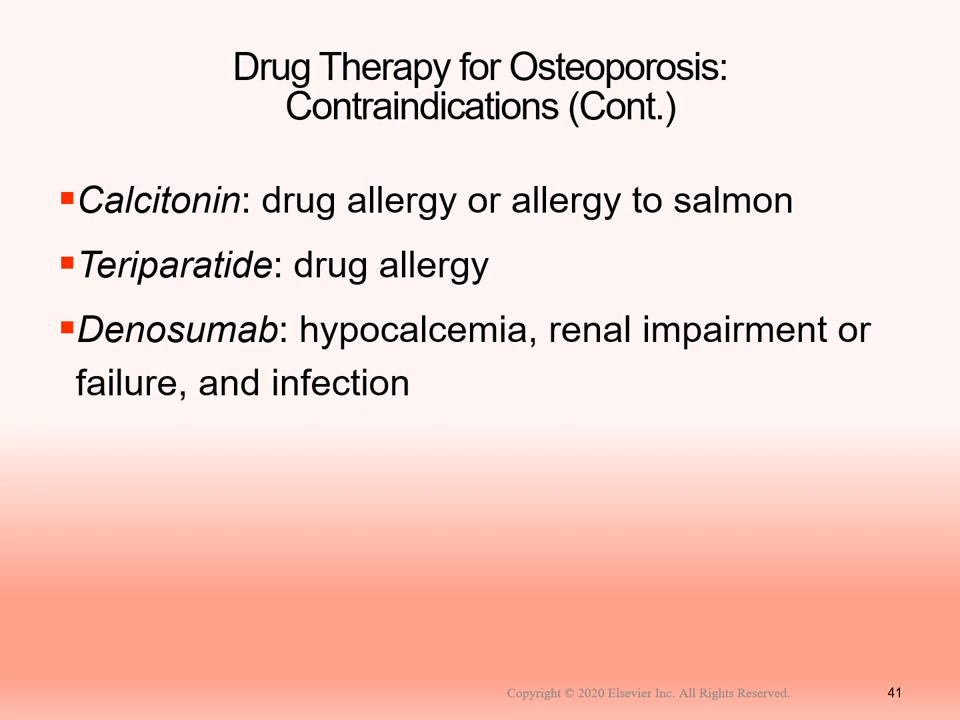 Drug Therapy for Osteoporosis:
Contraindications (Cont.)
Calcitonin: drug allergy or allergy to salmon
Teriparatide: drug allergy
Denosumab: hypocalcemia, renal impairment or
failure, and infection
Copyright © 2020 Elsevier Inc. All Rights Reserved.
41